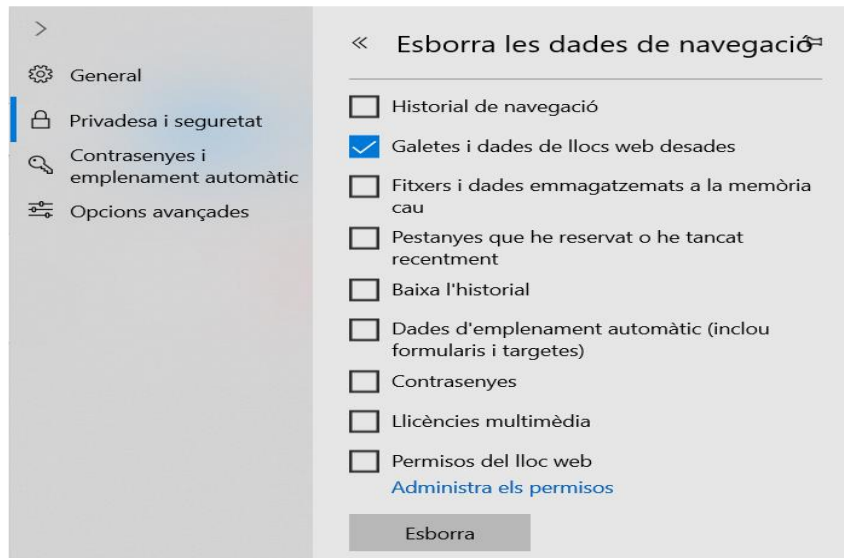 General
Privadesa i seguretat
Contrasenyes i
emplenament automàtic
Opcions avançades
Esborra les dades de navegació
Historial de navegació
Galetes i dades de llocs web desades
Fitxers i dades emmagatzemats a la memòria
cau
Pestanyes que he reservat o he tancat
recentment
Baixa l'historial
Dades d'emplenament automàtic (inclou
formularis i targetes)
Contrasenyes
Llicències multimèdia
Permisos del lloc web
Administra els permisos
Esborra